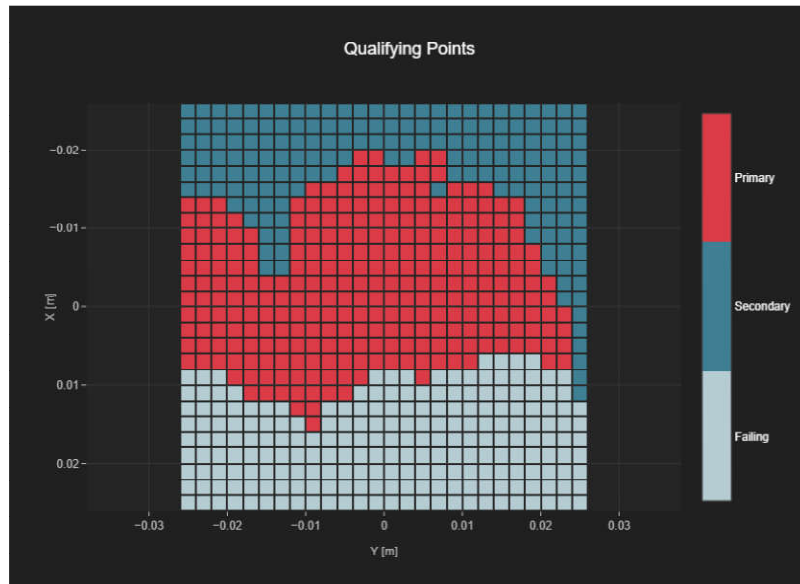 Qualifying Points
−0.02
−0.01
0
0.01
0.02
X [m]
−0.03
−0.02
−0.01
0
0.01
0.02
0.03
Y [m]
Primary
Secondary
Failing